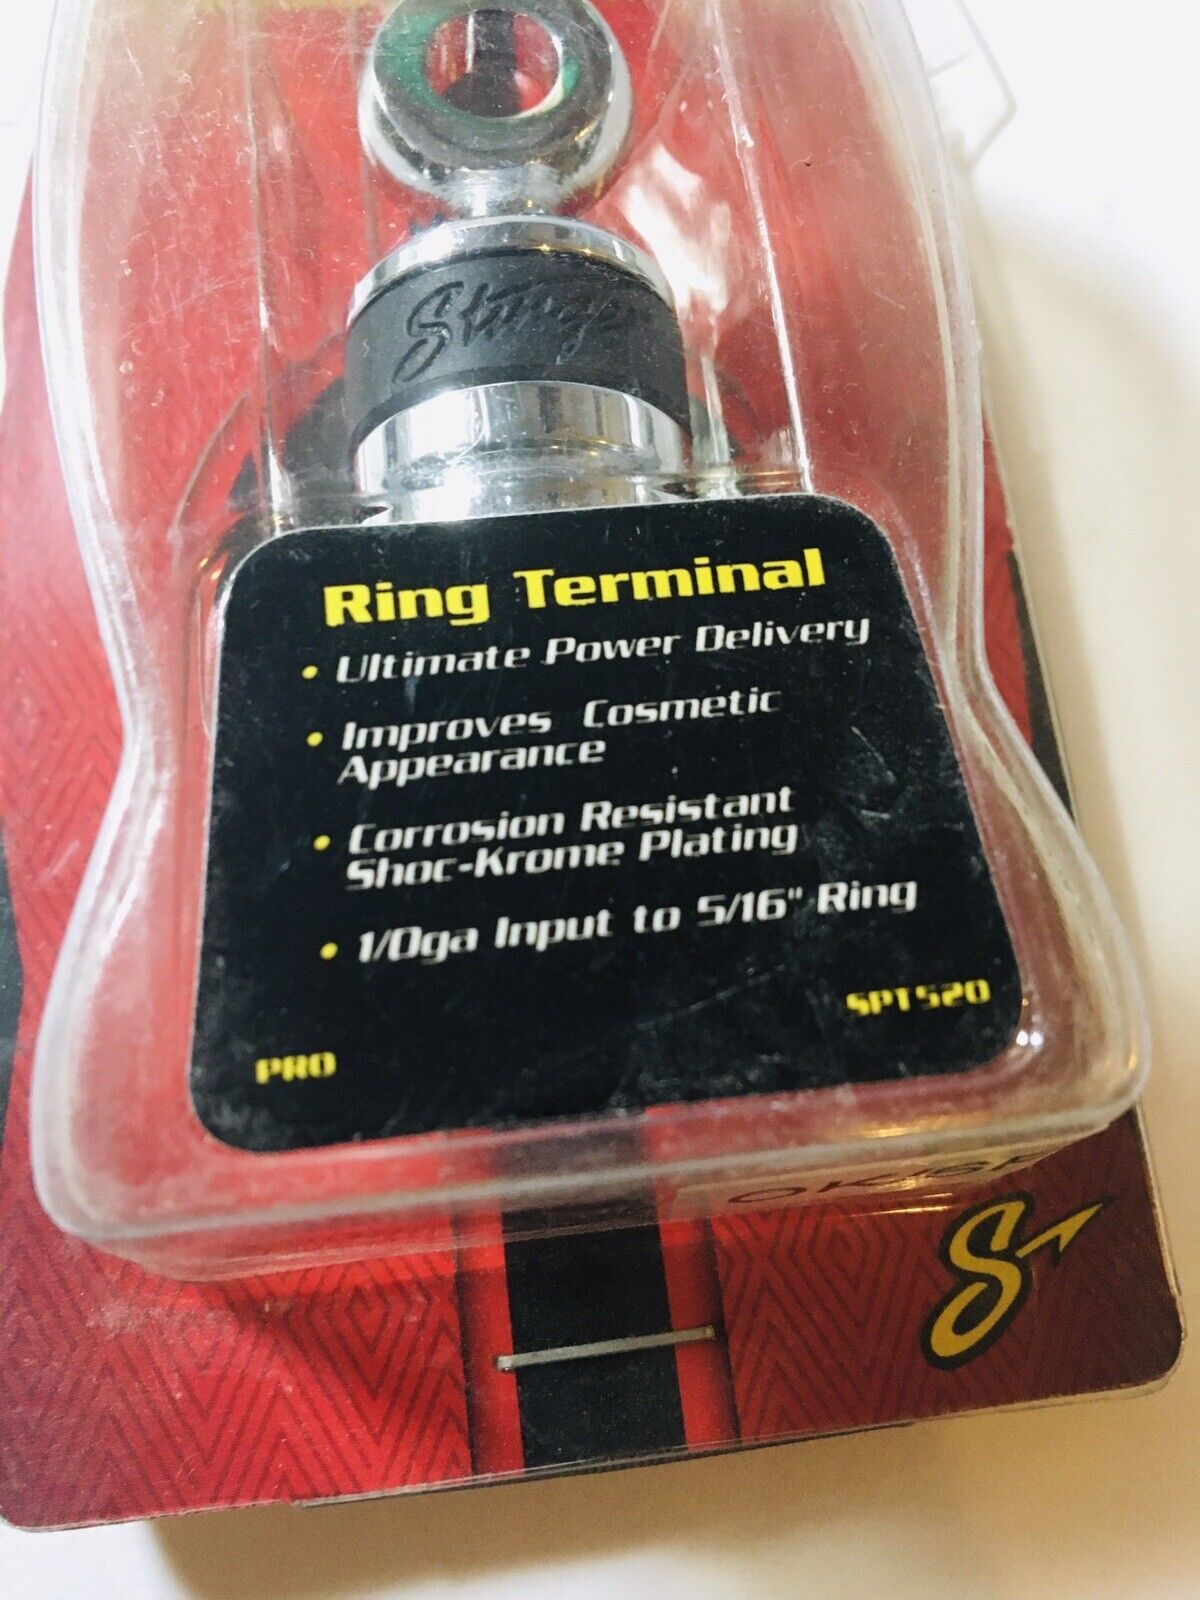 Stinger
Ring Terminal
• Ultimate Power Delivery
• Improves Cosmetic
Appearance
• Corrosion Resistant
Shoc-Krome Plating
• 1/0ga Input to 5/16" Ring
SPT520
PRO
S